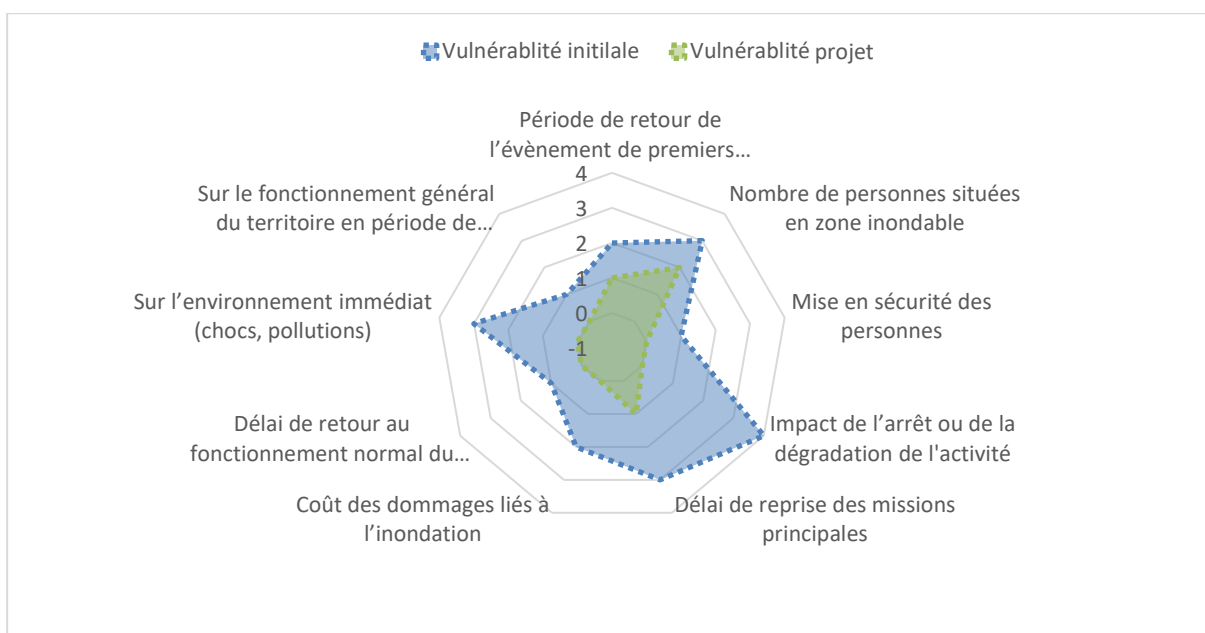 Vulnérablité initilale Vulnérablité projet
Période de retour de
l’évènement de premiers…
Nombre de personnes situées
en zone inondable
Mise en sécurité des
personnes
Impact de l’arrêt ou de la
dégradation de l'activité
Délai de reprise des missions
principales
Coût des dommages liés à
l’inondation
Délai de retour au
fonctionnement normal du…
Sur l’environnement immédiat
(chocs, pollutions)
Sur le fonctionnement général
du territoire en période de…
4
3
2
1
0
-1